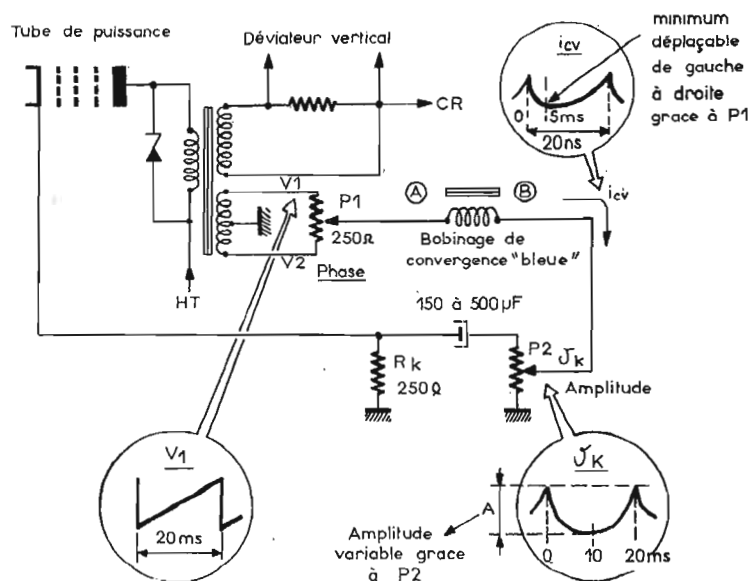 Tube de puissance
Déviateur vertical
CR
icv
minimum
déplaçable
de gauche
à droite
grace à P1
0
5ms
20ns
icv
V1
P1
250Ω
V2
Phase
HT
A
B
Bobinage de
convergence "bleue"
150 à 500µF
Rk
250Ω
P2
VK
Amplitude
V1
20ms
VK
A
0
10
20ms
Amplitude
variable grace
à P2